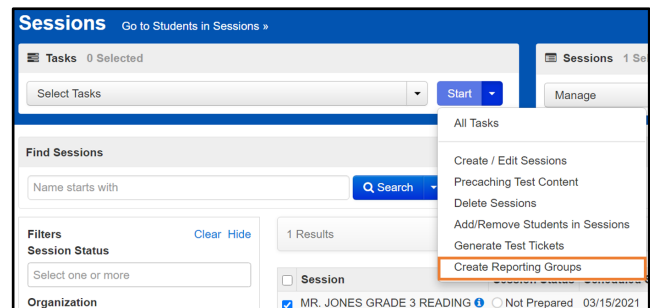 Sessions Go to Students in Sessions »
Tasks 0 Selected
Sessions 1 Se
Select Tasks
Start
Manage
All Tasks
Create / Edit Sessions
Precaching Test Content
Delete Sessions
Add/Remove Students in Sessions
Generate Test Tickets
Create Reporting Groups
Find Sessions
Name starts with
Search
Filters Clear Hide
1 Results
Session Status
Select one or more
Session
Organization
MR. JONES GRADE 3 READING Not Prepared 03/15/2021